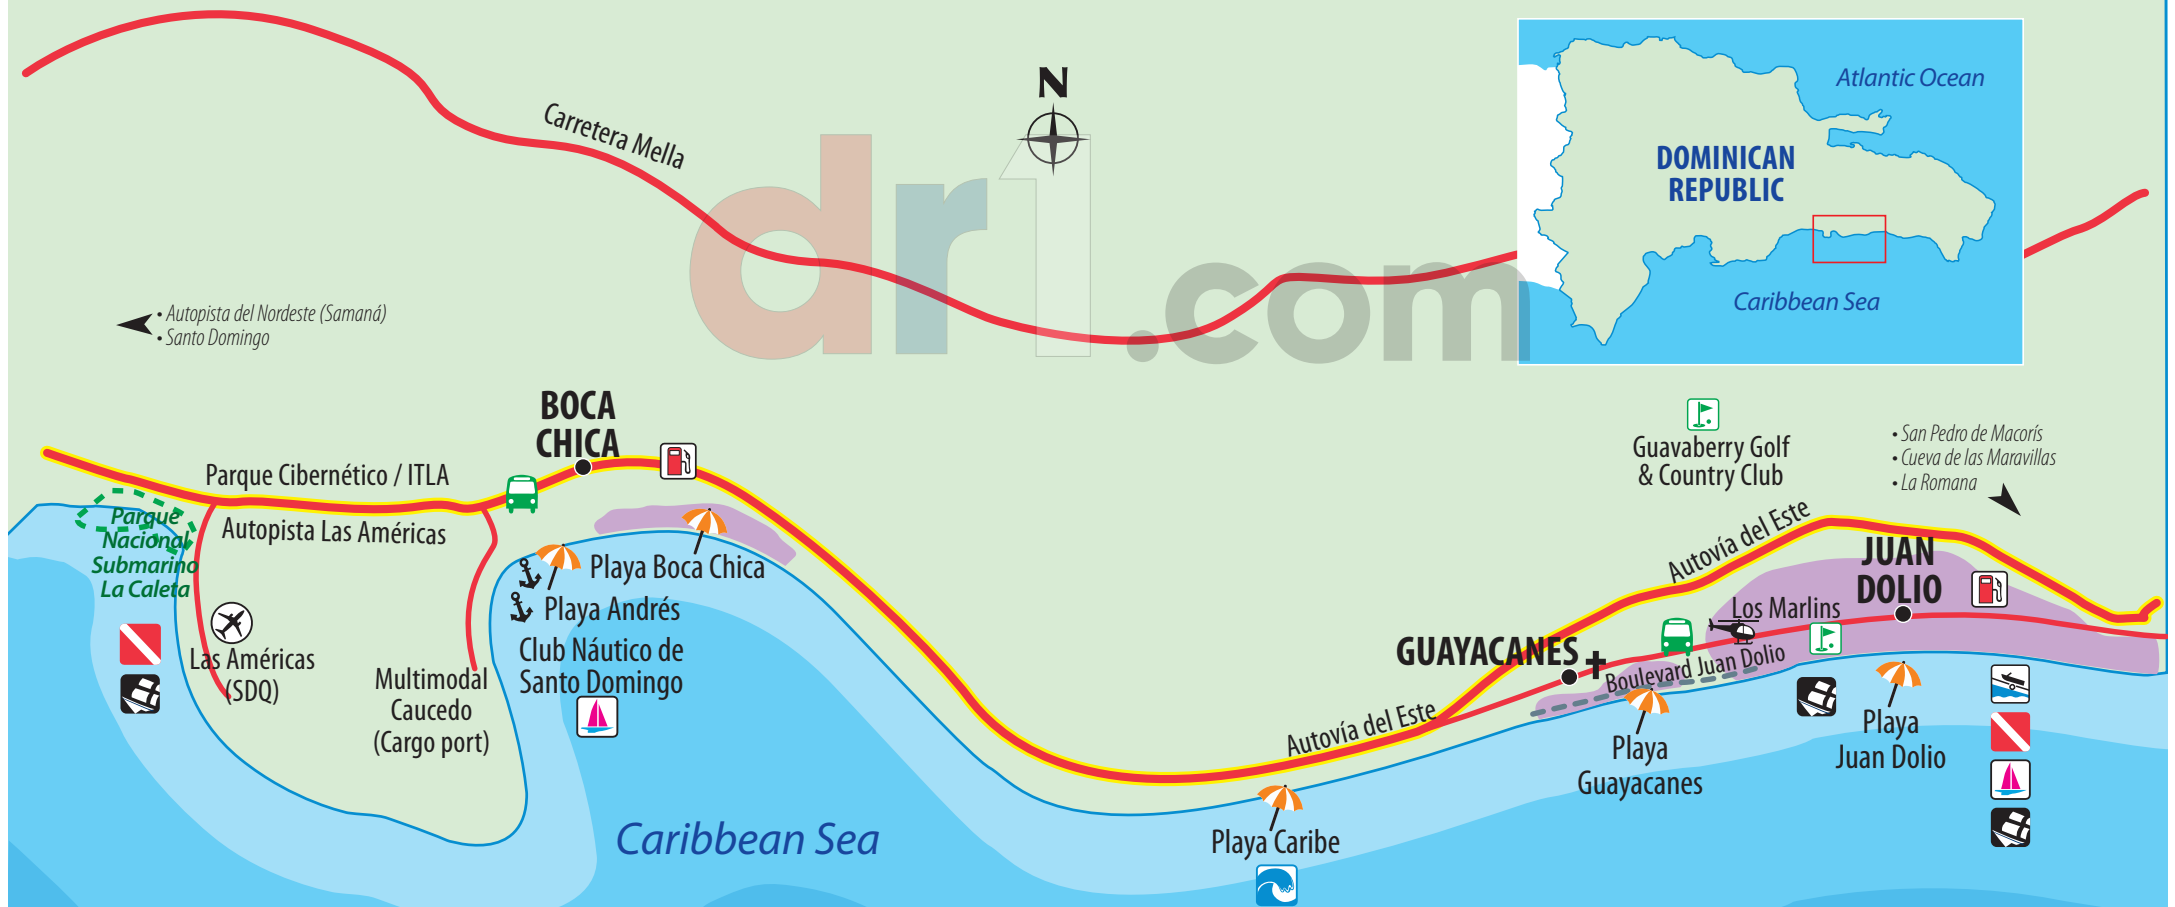 N
Carretera Mella
dr1.com
Atlantic Ocean
DOMINICAN
REPUBLIC
Caribbean Sea
• Autopista del Nordeste (Samaná)
• Santo Domingo
BOCA
CHICA
Parque Cibernético / ITLA
Autopista Las Américas
Parque
Nacional
Submarino
La Caleta
Las Américas
(SDQ)
Multimodal
Caucedo
(Cargo port)
Playa Boca Chica
Playa Andrés
Club Náutico de
Santo Domingo
Caribbean Sea
Guavaberry Golf
& Country Club
• San Pedro de Macorís
• Cueva de las Maravillas
• La Romana
Autovía del Este
JUAN
DOLIO
Los Marlins
GUAYACANES
Boulevard Juan Dolio
Autovía del Este
Playa
Guayacanes
Playa
Juan Dolio
Playa Caribe